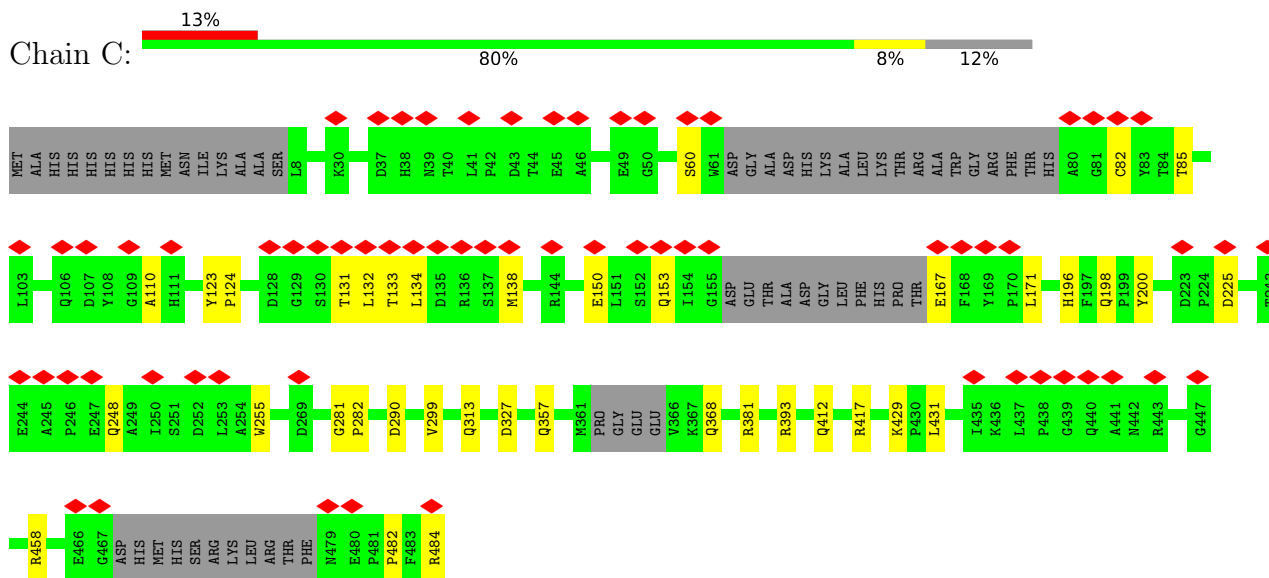 13%
Chain C:
80% 8% 12%
MET ALA HIS HIS HIS HIS HIS HIS MET ASN ILE LYS ALA ALA SER L8 K30 D37 H38 N39 T40 L41 P42 D43 T44 E45 A46 E49 G50 S60 W61 ASP GLY ALA ASP HIS LYS ALA LEU LYS THR ARG ALA TRP GLY ARG PHE THR HIS A80 G81 C82 Y83 T84 T85
L103 Q106 D107 Y108 G109 A110 H111 Y123 P124 D128 G129 S130 T131 L132 T133 L134 D135 R136 S137 M138 R144 E150 L151 S152 Q153 I154 G155 ASP GLU THR ALA ASP GLY LEU PHE HIS PRO THR E167 F168 Y169 P170 L171 H196 F197 Q198 P199 Y200 D223 P224 D225
E244 A245 P246 E247 Q248 A249 I250 S251 D252 L253 A254 W255 D269 G281 P282 D290 V299 Q313 D327 Q357 M361 PRO GLY GLU GLU V366 K367 Q368 R381 R393 Q412 R417 K429 P430 L431 I435 K436 L437 P438 G439 Q440 A441 N442 R443 G447
R458 E466 G467 ASP HIS MET HIS SER ARG LYS LEU ARG THR PHE N479 E480 P481 P482 F483 R484